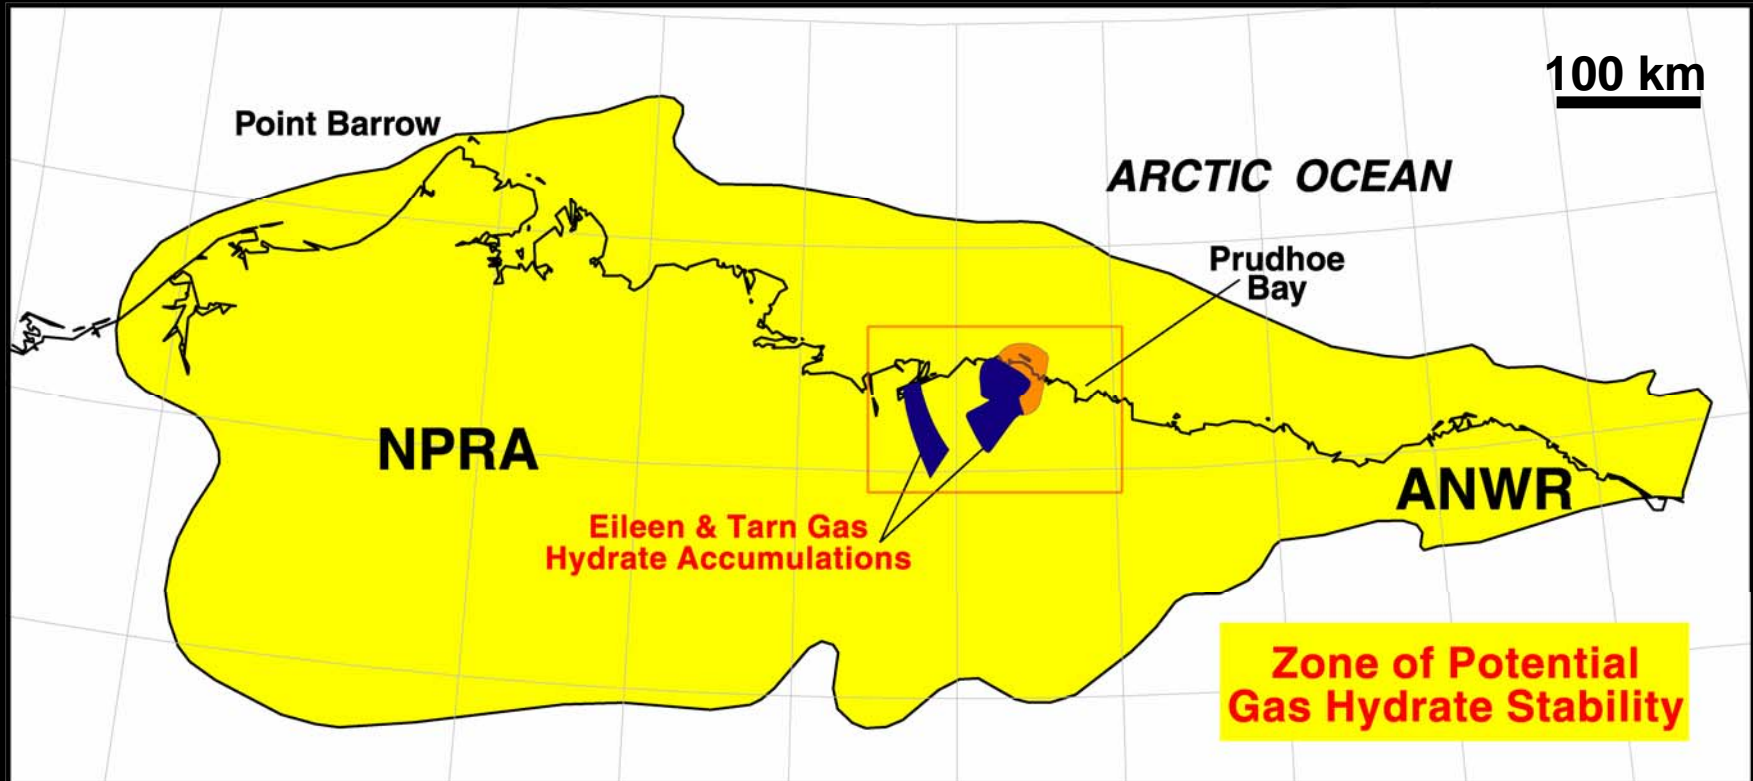 100 km
Point Barrow
ARCTIC OCEAN
Prudhoe
Bay
NPRA
ANWR
Eileen & Tarn Gas
Hydrate Accumulations
Zone of Potential
Gas Hydrate Stability